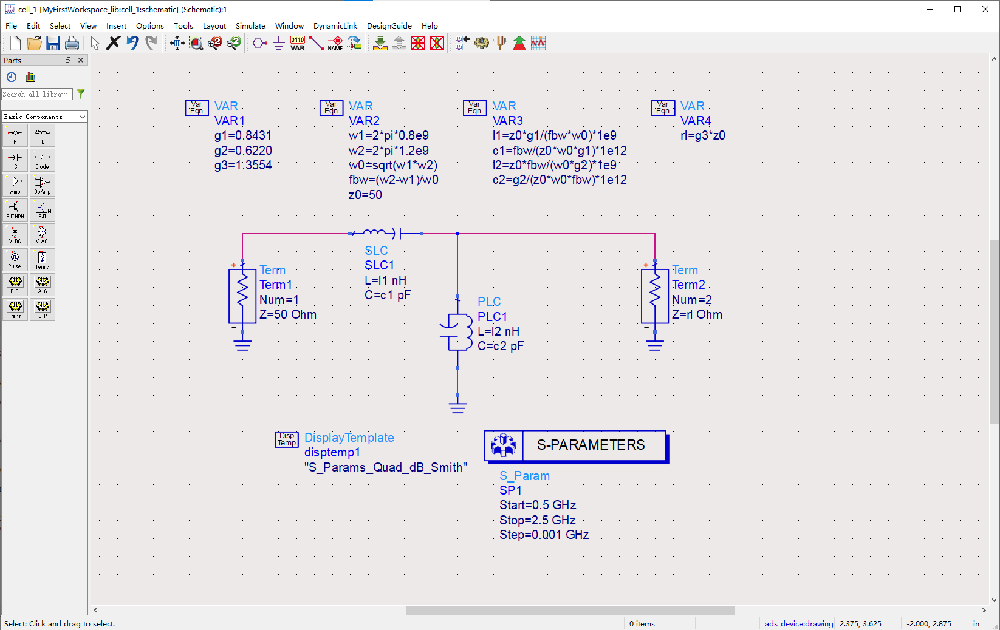 cell_1 [MyFirstWorkspace_lib:cell_1:schematic] (Schematic):1
File Edit Select View Insert Options Tools Layout Simulate Window DynamicLink DesignGuide Help
0110
VAR
NAME
Parts
Search all libra···
Basic Components
R L
C Diode
Amp OpAmp
BJTNPN BJT
M
V_DC V_AC
Pulse TermG
DC AC
Trans SP
Var
Eqn
VAR
VAR1
g1=0.8431
g2=0.6220
g3=1.3554
Var
Eqn
VAR
VAR2
w1=2*pi*0.8e9
w2=2*pi*1.2e9
w0=sqrt(w1*w2)
fbw=(w2-w1)/w0
z0=50
Var
Eqn
VAR
VAR3
l1=z0*g1/(fbw*w0)*1e9
c1=fbw/(z0*w0*g1)*1e12
l2=z0*fbw/(w0*g2)*1e9
c2=g2/(z0*w0*fbw)*1e12
Var
Eqn
VAR
VAR4
rl=g3*z0
SLC
SLC1
L=l1 nH
C=c1 pF
Term
Term1
Num=1
Z=50 Ohm
PLC
PLC1
L=l2 nH
C=c2 pF
Term
Term2
Num=2
Z=rl Ohm
Disp
Temp
DisplayTemplate
disptemp1
"S_Params_Quad_dB_Smith"
S-PARAMETERS
S_Param
SP1
Start=0.5 GHz
Stop=2.5 GHz
Step=0.001 GHz
Select: Click and drag to select.
0 items
ads_device:drawing
2.375, 3.625
-2.000, 2.875
in